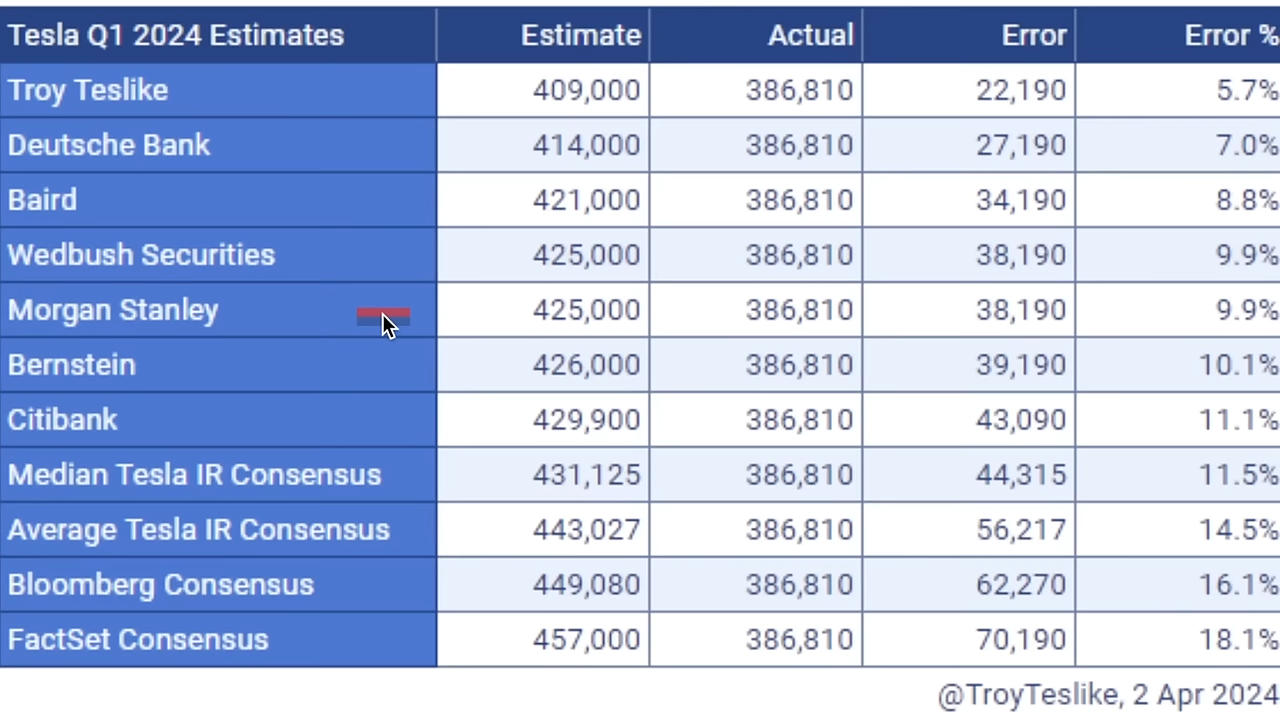 Tesla Q1 2024 Estimates Estimate Actual Error Error %
Troy Teslike 409,000 386,810 22,190 5.7%
Deutsche Bank 414,000 386,810 27,190 7.0%
Baird 421,000 386,810 34,190 8.8%
Wedbush Securities 425,000 386,810 38,190 9.9%
Morgan Stanley 425,000 386,810 38,190 9.9%
Bernstein 426,000 386,810 39,190 10.1%
Citibank 429,900 386,810 43,090 11.1%
Median Tesla IR Consensus 431,125 386,810 44,315 11.5%
Average Tesla IR Consensus 443,027 386,810 56,217 14.5%
Bloomberg Consensus 449,080 386,810 62,270 16.1%
FactSet Consensus 457,000 386,810 70,190 18.1%
@TroyTeslike, 2 Apr 2024